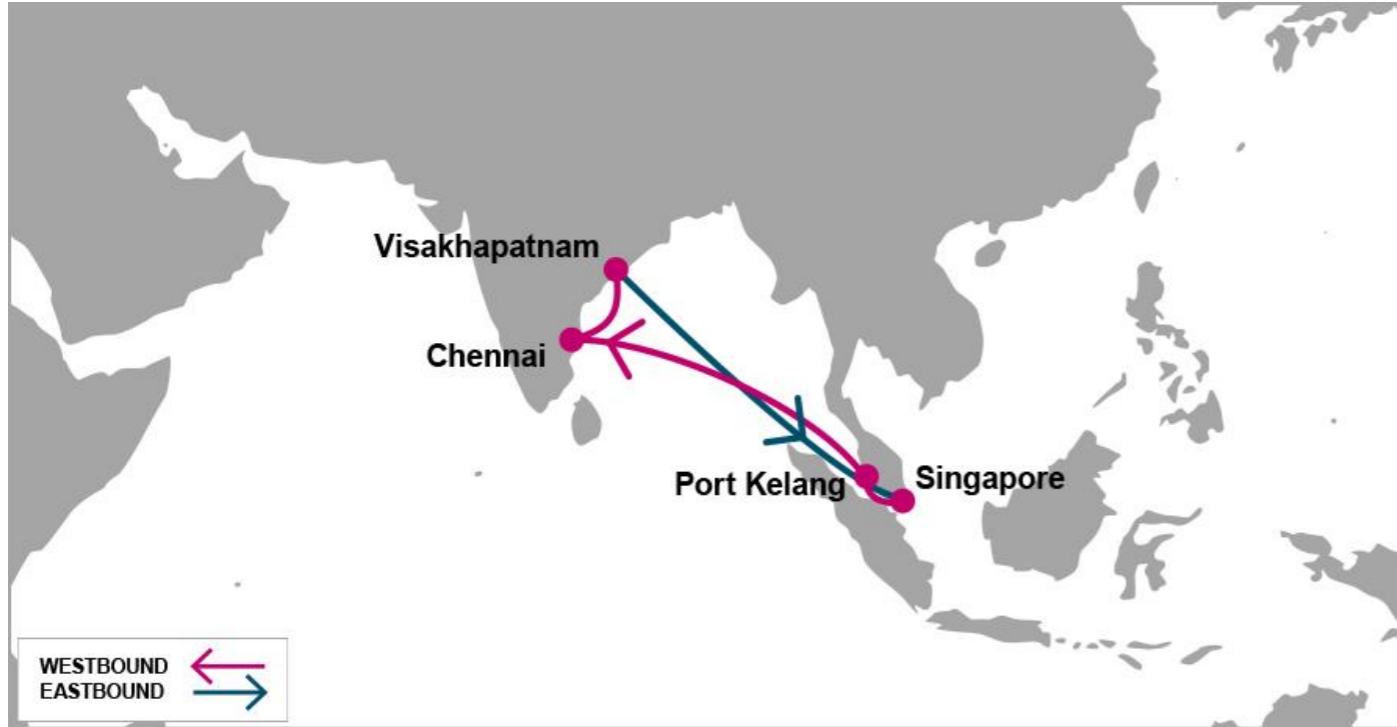 Visakhapatnam
Chennai
Port Kelang
Singapore
WESTBOUND
EASTBOUND